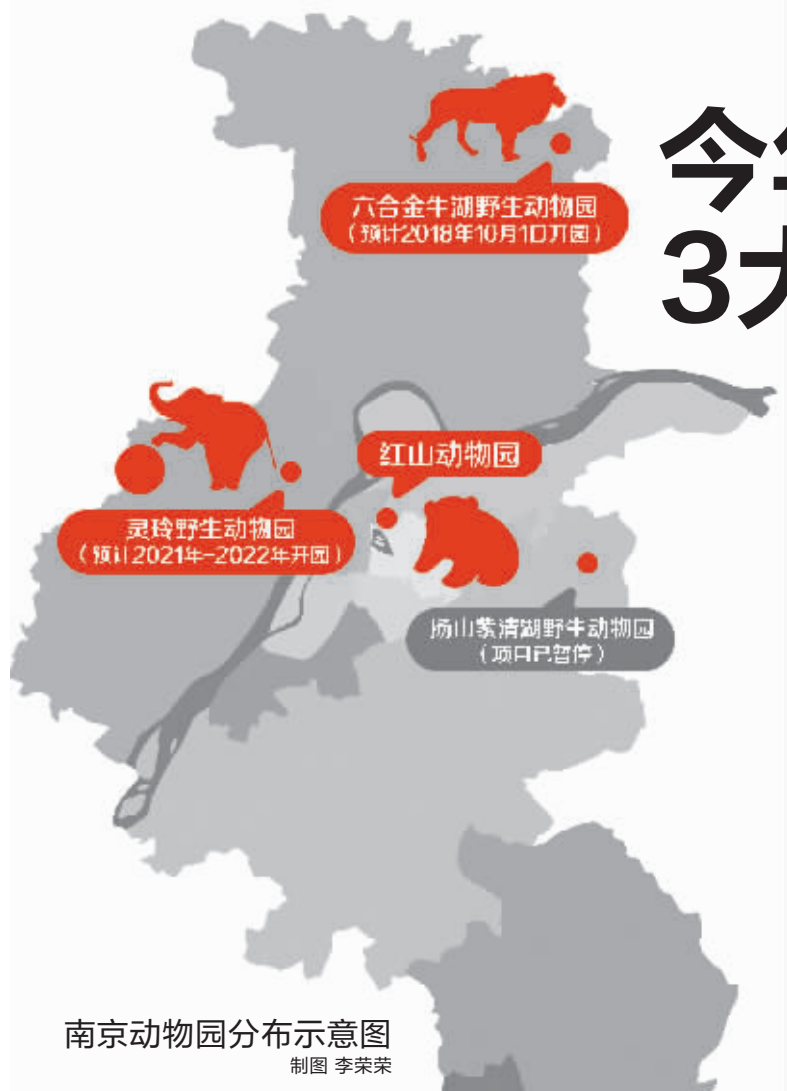 今
3大
六合金牛湖野生动物园
(预计2018年10月1日开园)
红山动物园
灵玲野生动物园
(预计2021年-2022年开园)
汤山紫清湖野生动物园
(项目已暂停)
南京动物园分布示意图
制图 李荣荣